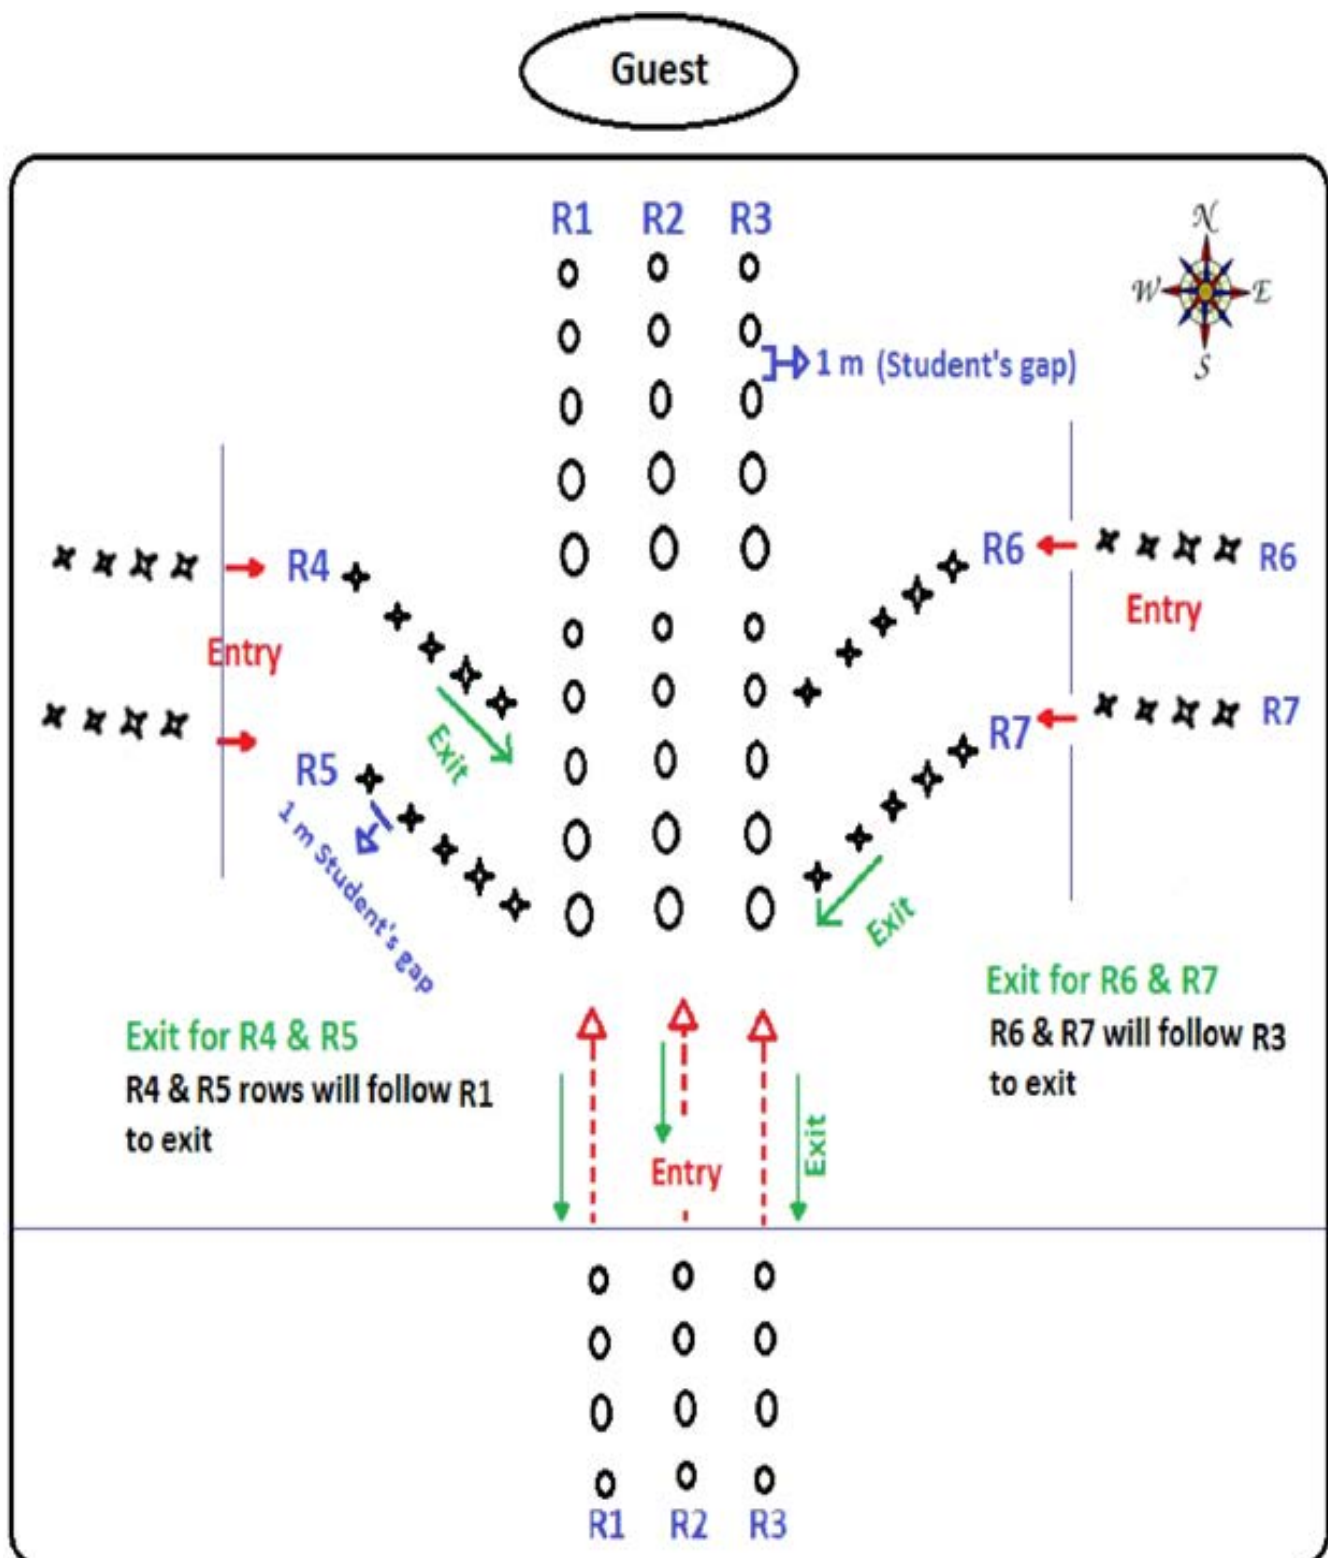 Guest
R1 R2 R3
N
W E
S
1 m (Student's gap)
R4
R6
R6
Entry
Entry
R7
R7
Exit
R5
1 m Student's gap
Exit
Exit for R4 & R5
R4 & R5 rows will follow R1
to exit
Exit for R6 & R7
R6 & R7 will follow R3
to exit
Exit
Entry
R1 R2 R3